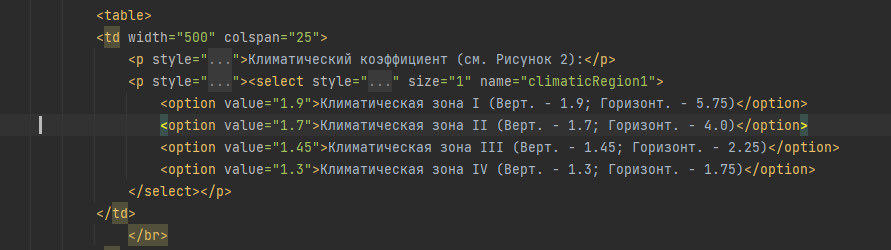 <table>
<td width="500" colspan="25">
<p style="...">Климатический коэффициент (см. Рисунок 2):</p>
<p style="..."><select style="..." size="1" name="climaticRegion1">
<option value="1.9">Климатическая зона I (Верт. - 1.9; Горизонт. - 5.75)</option>
<option value="1.7">Климатическая зона II (Верт. - 1.7; Горизонт. - 4.0)</option>
<option value="1.45">Климатическая зона III (Верт. - 1.45; Горизонт. - 2.25)</option>
<option value="1.3">Климатическая зона IV (Верт. - 1.3; Горизонт. - 1.75)</option>
</select></p>
</td>
</br>